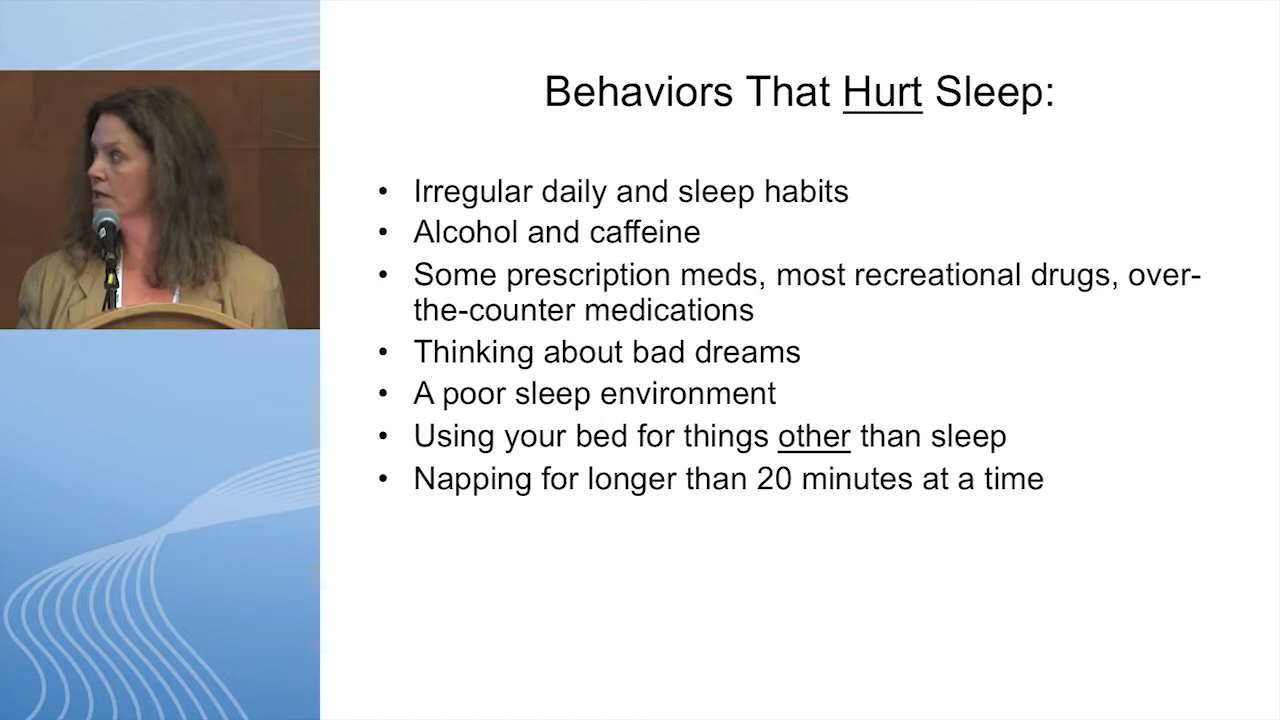 Behaviors That Hurt Sleep:
• Irregular daily and sleep habits
• Alcohol and caffeine
• Some prescription meds, most recreational drugs, over-
the-counter medications
• Thinking about bad dreams
• A poor sleep environment
• Using your bed for things other than sleep
• Napping for longer than 20 minutes at a time